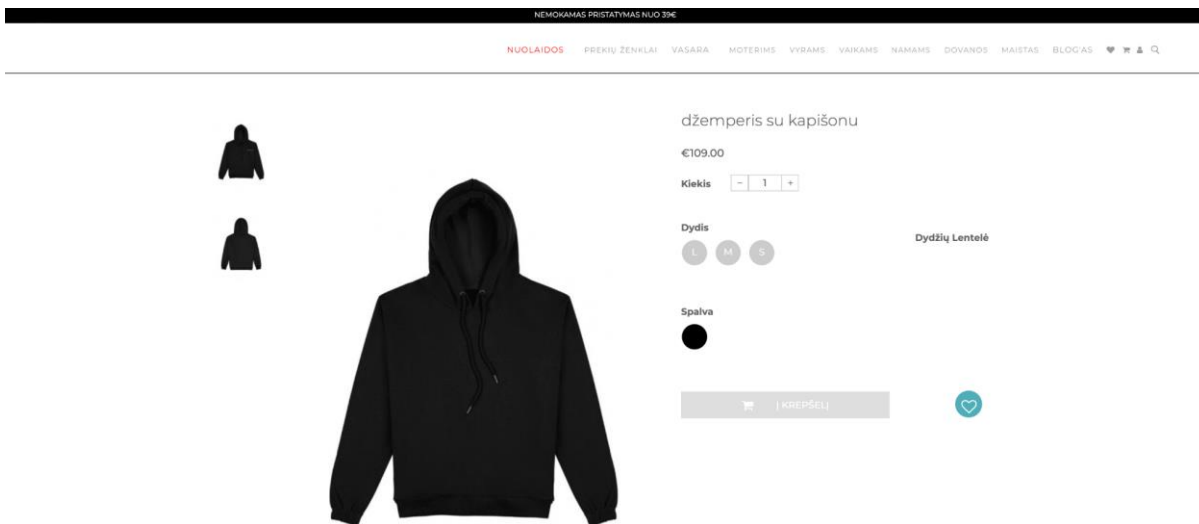 NEMOKAMAS PRISTATYMAS NUO 39€
NUOLAIDOS PREKIŲ ŽENKLAI VASARA MOTERIMS VYRAMS VAIKAMS NAMAMS DOVANOS MAISTAS BLOG'AS
džemperis su kapišonu
€109.00
Kiekis - 1 +
Dydis
Dydžių Lentelė
L M S
Spalva
Į KREPŠELĮ